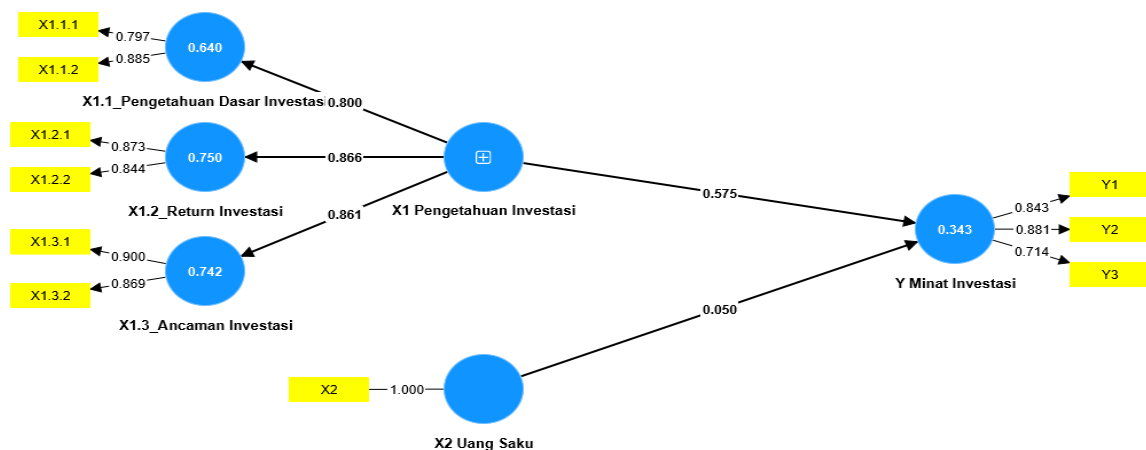 X1.1.1
0.797
0.640
X1.1.2
0.885
X1.1_Pengetahuan Dasar Investasi
0.800
X1.2.1
0.873
0.750
X1.2.2
0.844
0.866
X1.2_Return Investasi
X1 Pengetahuan Investasi
0.861
X1.3.1
0.900
0.742
X1.3.2
0.869
X1.3_Ancaman Investasi
0.575
Y1
0.843
0.343
0.881
Y2
0.714
Y3
Y Minat Investasi
0.050
X2
1.000
X2 Uang Saku